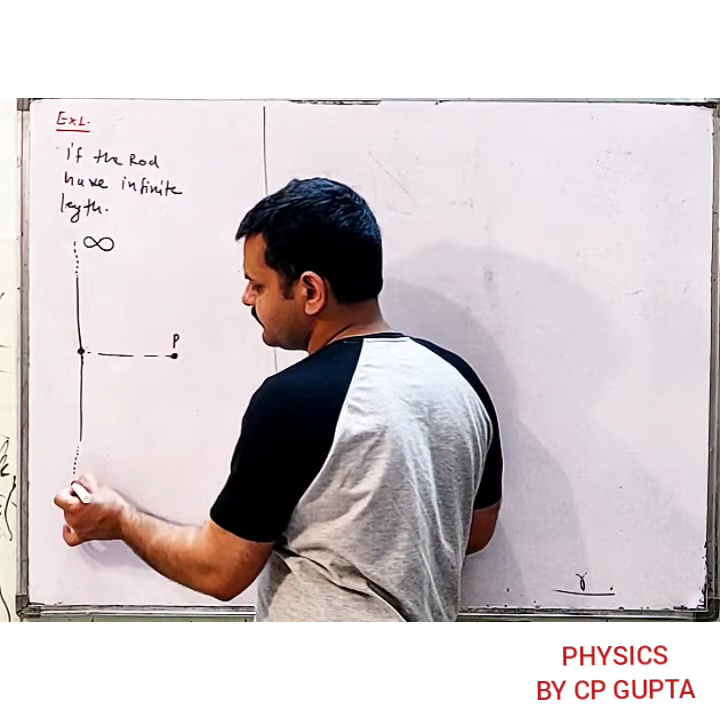 Ex1.
If the Rod
have infinite
length.
∞
P
r
PHYSICS
BY CP GUPTA